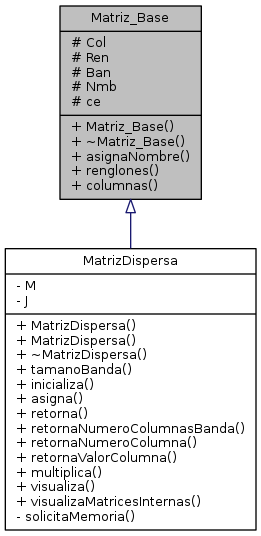 Matriz_Base
# Col
# Ren
# Ban
# Nmb
# ce
+ Matriz_Base()
+ ~Matriz_Base()
+ asignaNombre()
+ renglones()
+ columnas()
MatrizDispersa
- M
- J
+ MatrizDispersa()
+ MatrizDispersa()
+ ~MatrizDispersa()
+ tamanoBanda()
+ inicializa()
+ asigna()
+ retorna()
+ retornaNumeroColumnasBanda()
+ retornaNumeroColumna()
+ retornaValorColumna()
+ multiplica()
+ visualiza()
+ visualizaMatricesInternas()
- solicitaMemoria()